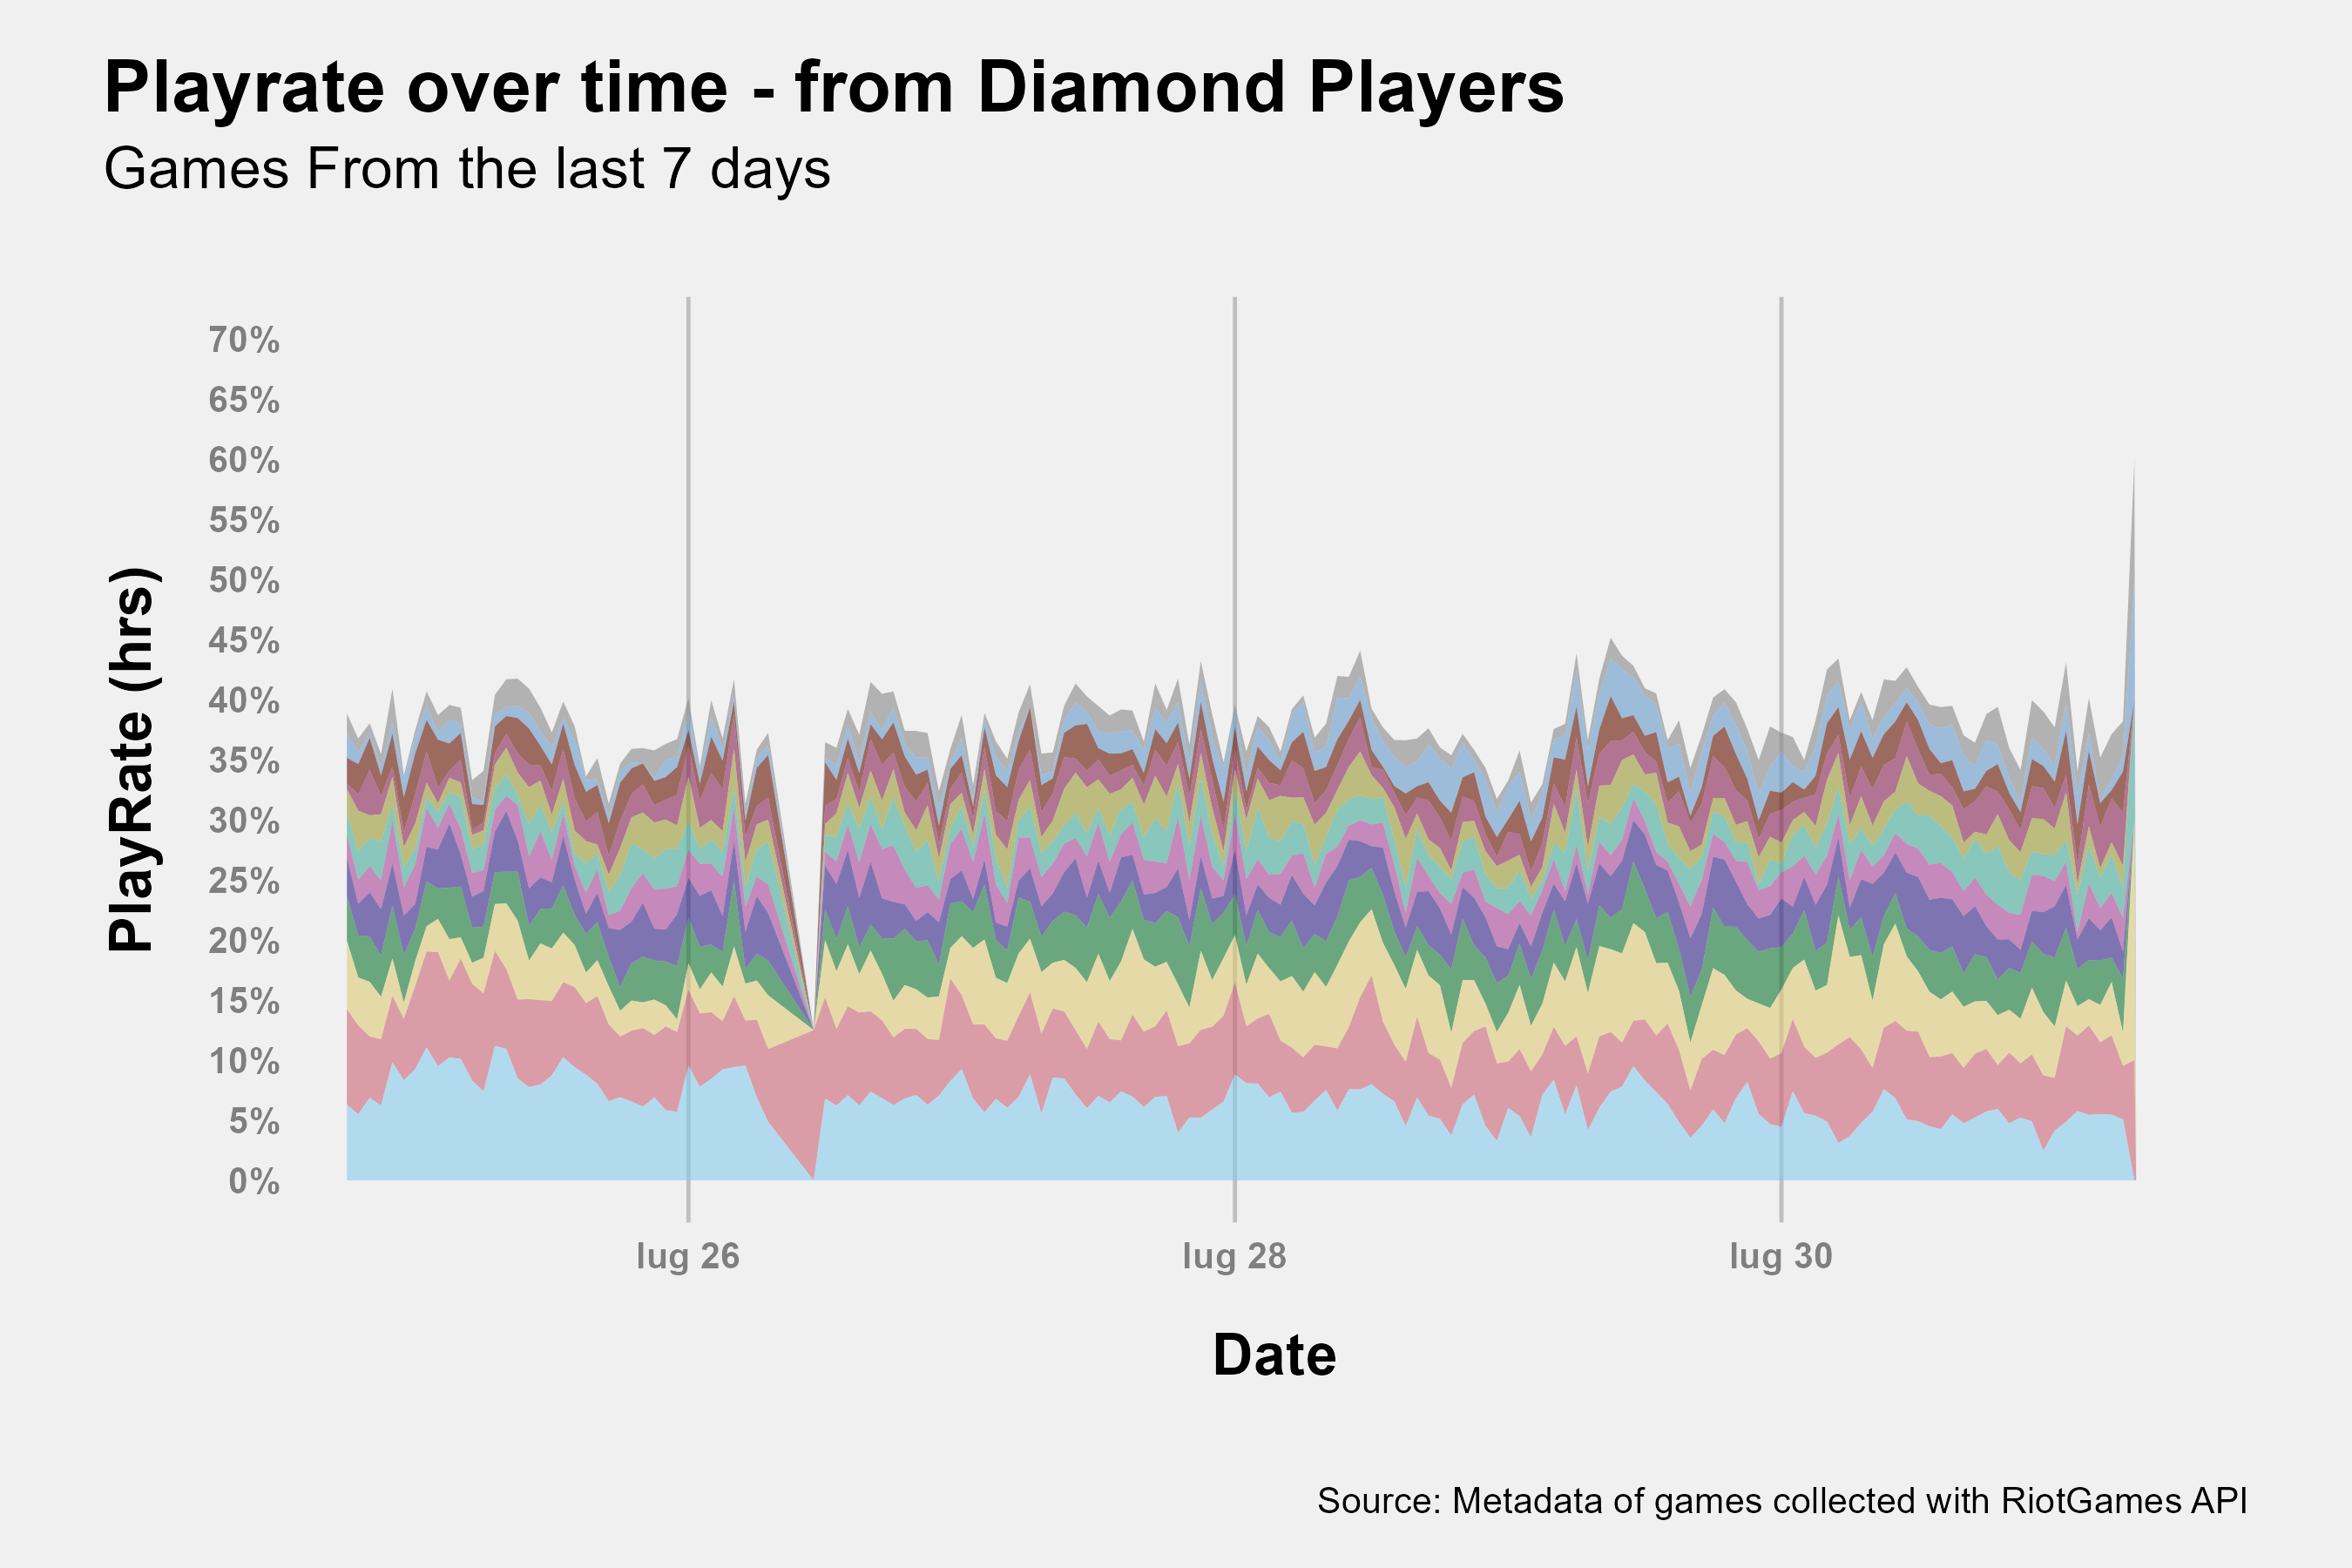 Playrate over time - from Diamond Players
Games From the last 7 days
PlayRate (hrs)
70%
65%
60%
55%
50%
45%
40%
35%
30%
25%
20%
15%
10%
5%
0%
lug 26
lug 28
lug 30
Date
Source: Metadata of games collected with RiotGames API